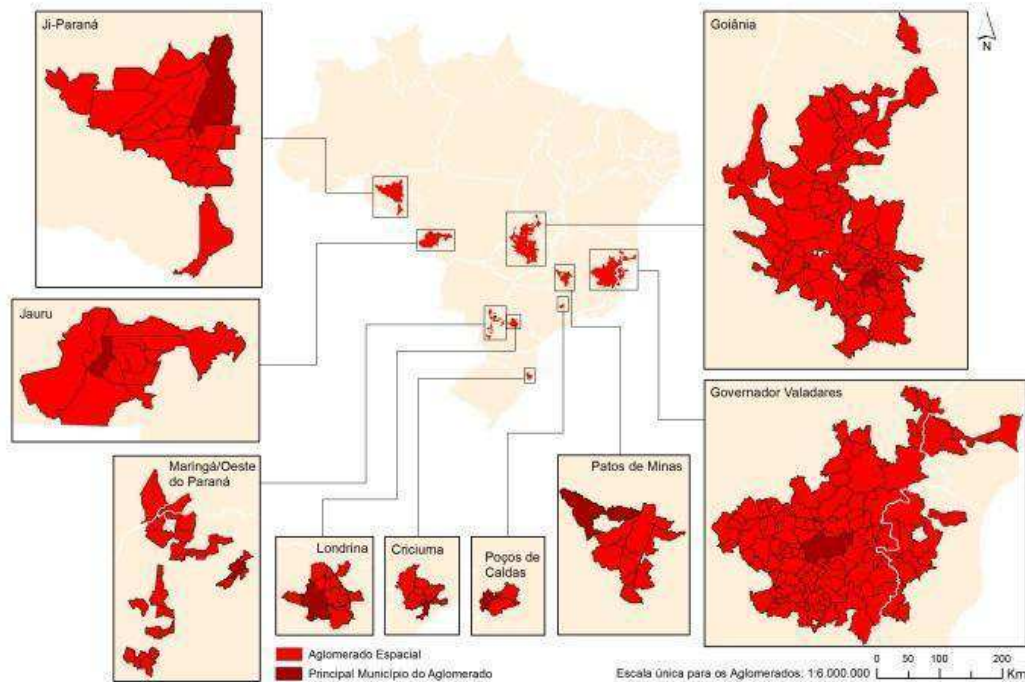 Ji-Paraná
Goiânia
N
Jauru
Governador Valadares
Maringá/Oeste
do Paraná
Patos de Minas
Londrina
Criciuma
Poços de
Caldas
Aglomerado Espacial
Principal Município do Aglomerado
Escala única para os Aglomerados: 1:6.000.000
0 50 100 200
Km